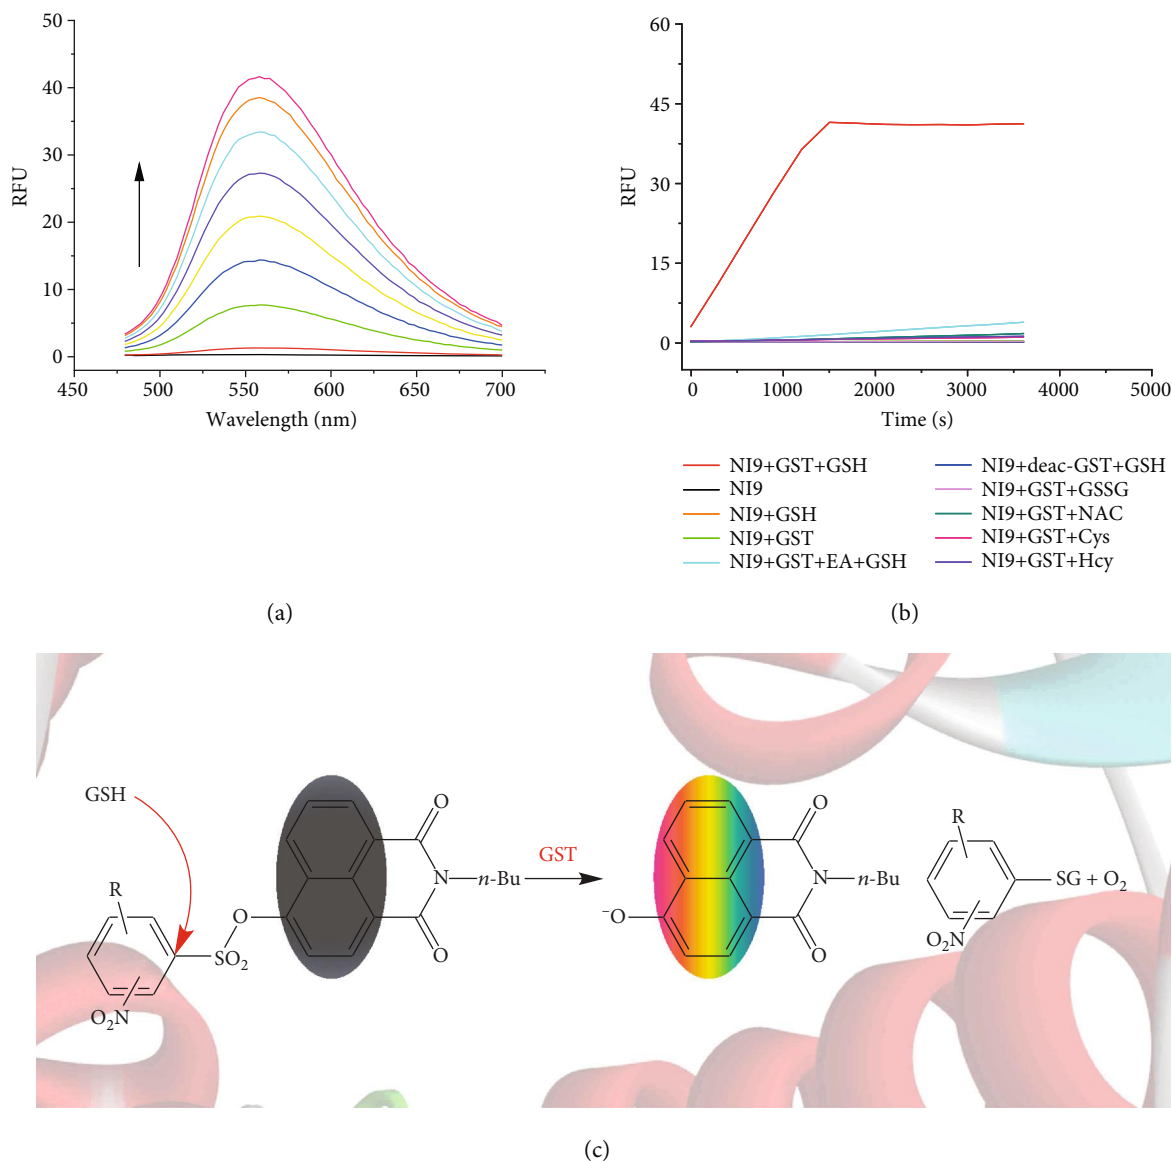 50
40
30
20
10
0
RFU
450
500
550
600
650
700
Wavelength (nm)
(a)
60
45
30
15
0
RFU
0
1000
2000
3000
4000
5000
Time (s)
NI9+GST+GSH
NI9
NI9+GSH
NI9+GST
NI9+GST+EA+GSH
NI9+deac-GST+GSH
NI9+GST+GSSG
NI9+GST+NAC
NI9+GST+Cys
NI9+GST+Hcy
(b)
GSH
R
O₂N
SO₂
O
O
N
n-Bu
O
GST
⁻O
O
N
n-Bu
O
R
SG + O₂
O₂N
(c)